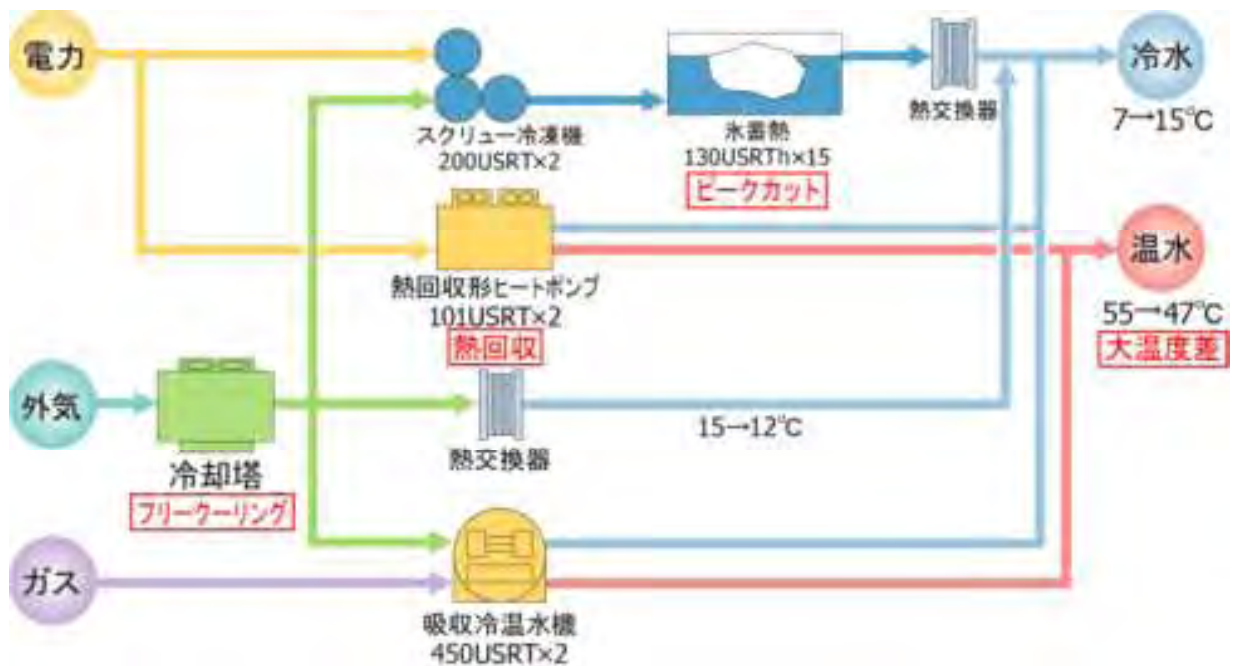 電力
スクリュー冷凍機
200USRT×2
氷蓄熱
130USRTh×15
ピークカット
熱交換器
冷水
7→15℃
熱回収形ヒートポンプ
101USRT×2
熱回収
温水
55→47℃
大温度差
外気
冷却塔
フリークーリング
熱交換器
15→12℃
ガス
吸収冷温水機
450USRT×2